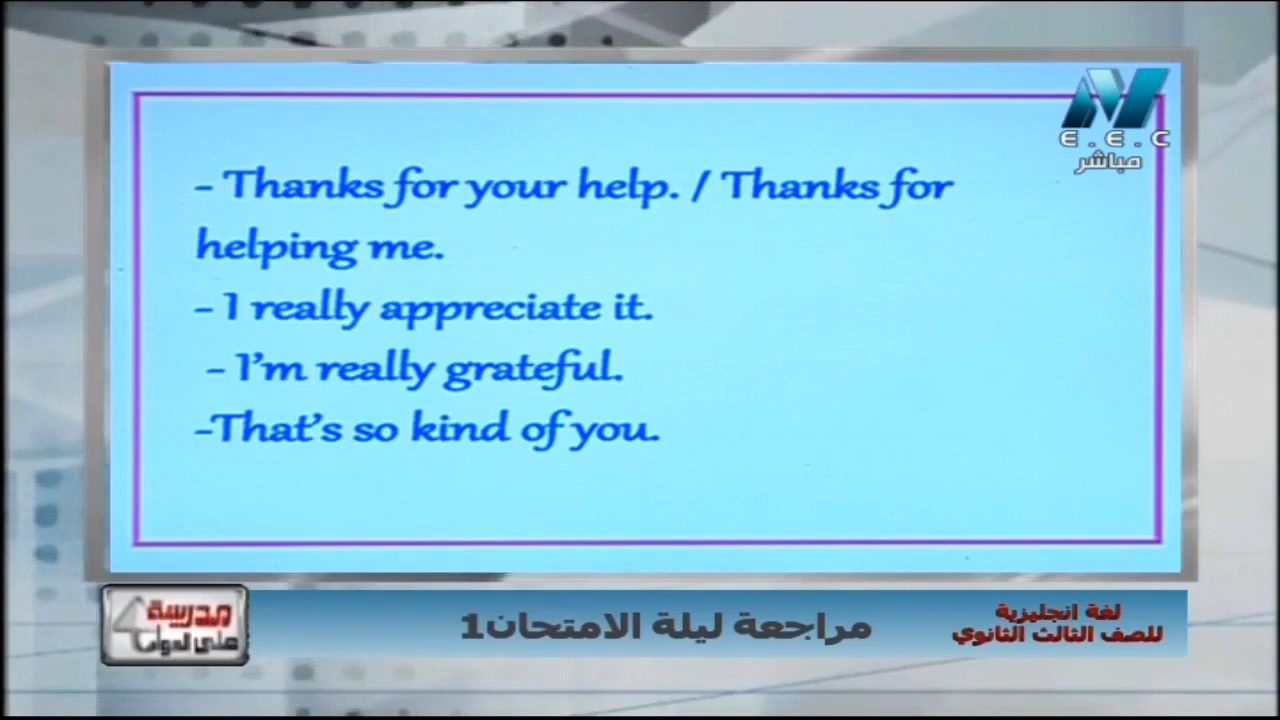 E.E.C
مباشر
- Thanks for your help. / Thanks for
helping me.
- I really appreciate it.
- I'm really grateful.
-That's so kind of you.
لغة انجليزية
للصف الثالث الثانوي
مراجعة ليلة الامتحان1
مدرسة
على الهواء